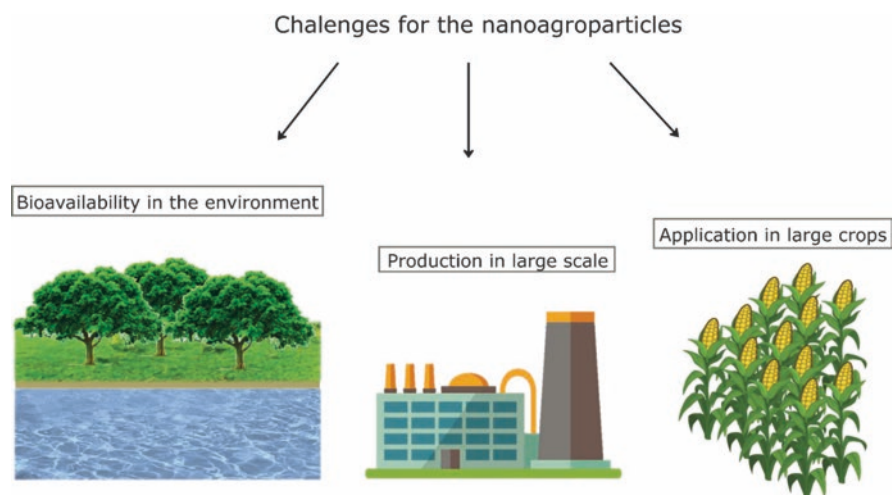 Chalenges for the nanoagroparticles
Bioavailability in the environment
Production in large scale
Application in large crops